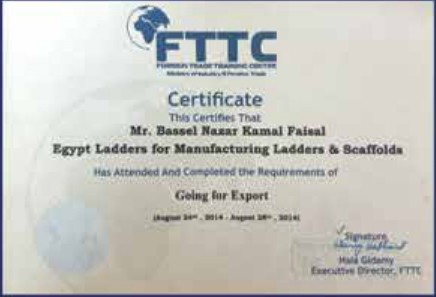 FTTC
FOREIGN TRADE TRAINING CENTRE
Ministry of Industry & Foreign Trade
Certificate
This Certifies That
Mr. Bassel Nazar Kamal Faisal
Egypt Ladders for Manufacturing Ladders & Scaffolds
Has Attended And Completed the Requirements of
Going for Export
(August 24th, 2014 - August 28th, 2014)
Signature
Hala Gidamy
Executive Director, FTTC